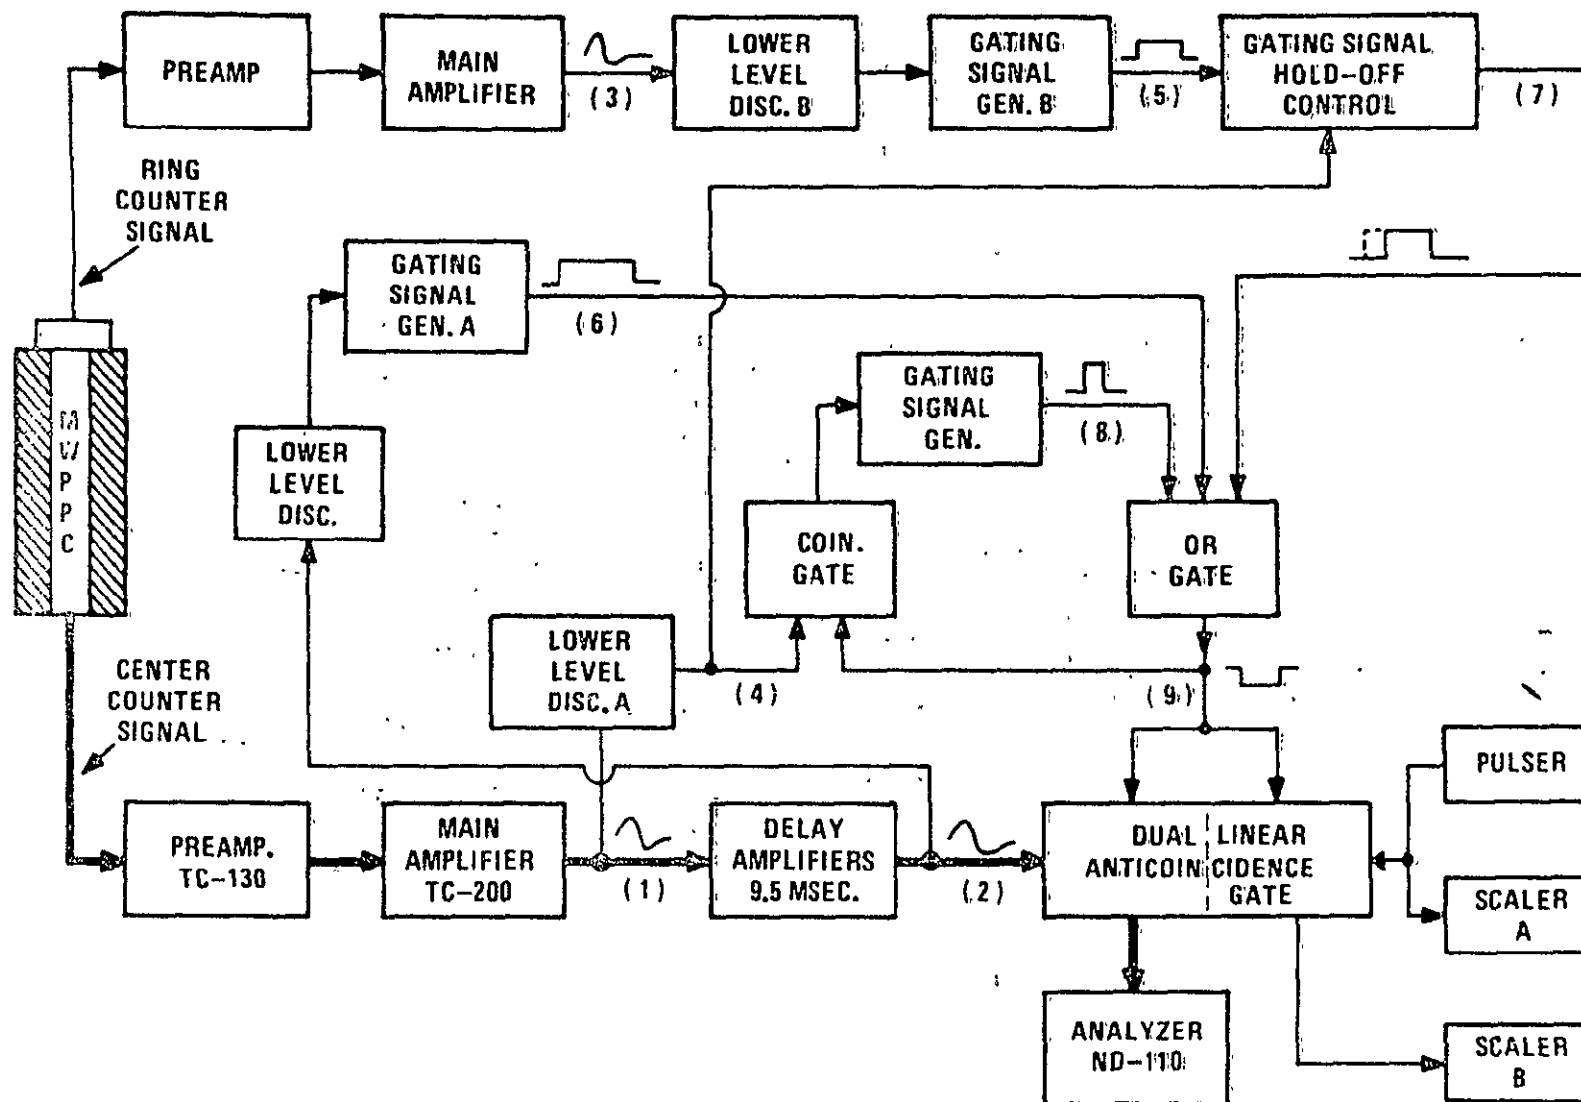 PREAMP
MAIN
AMPLIFIER
(3)
LOWER
LEVEL
DISC. B
GATING
SIGNAL
GEN. B
(5)
GATING SIGNAL
HOLD-OFF
CONTROL
(7)
RING
COUNTER
SIGNAL
GATING
SIGNAL
GEN. A
(6)
GATING
SIGNAL
GEN.
(8)
MWPPC
LOWER
LEVEL
DISC.
COIN.
GATE
OR
GATE
LOWER
LEVEL
DISC. A
(4)
(9)
CENTER
COUNTER
SIGNAL
PULSER
PREAMP.
TC-130
MAIN
AMPLIFIER
TC-200
(1)
DELAY
AMPLIFIERS
9.5 MSEC.
(2)
DUAL LINEAR
ANTICOINCIDENCE
GATE
SCALER
A
ANALYZER
ND-110
SCALER
B